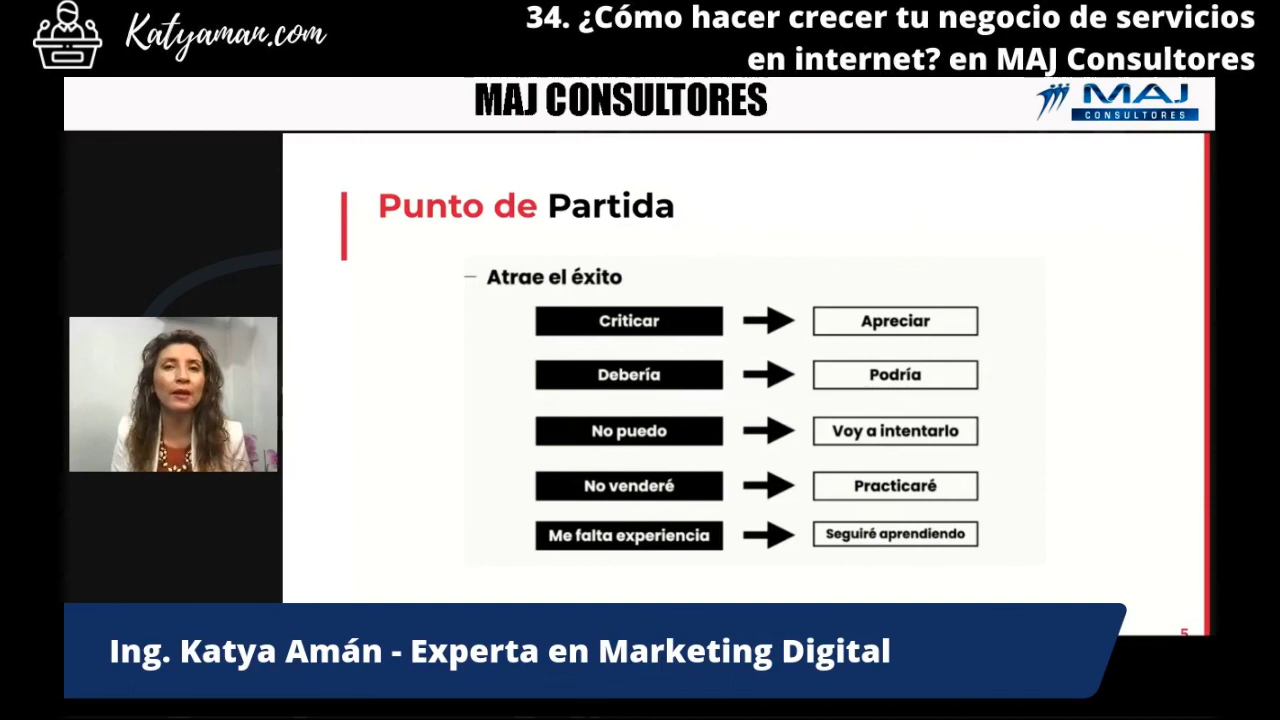 Katyaman.com
34. ¿Cómo hacer crecer tu negocio de servicios
en internet? en MAJ Consultores
MAJ CONSULTORES
MAJ
CONSULTORES
Punto de Partida
Atrae el éxito
Criticar
Apreciar
Debería
Podría
No puedo
Voy a intentarlo
No venderé
Practicaré
Me falta experiencia
Seguiré aprendiendo
5
Ing. Katya Amán - Experta en Marketing Digital